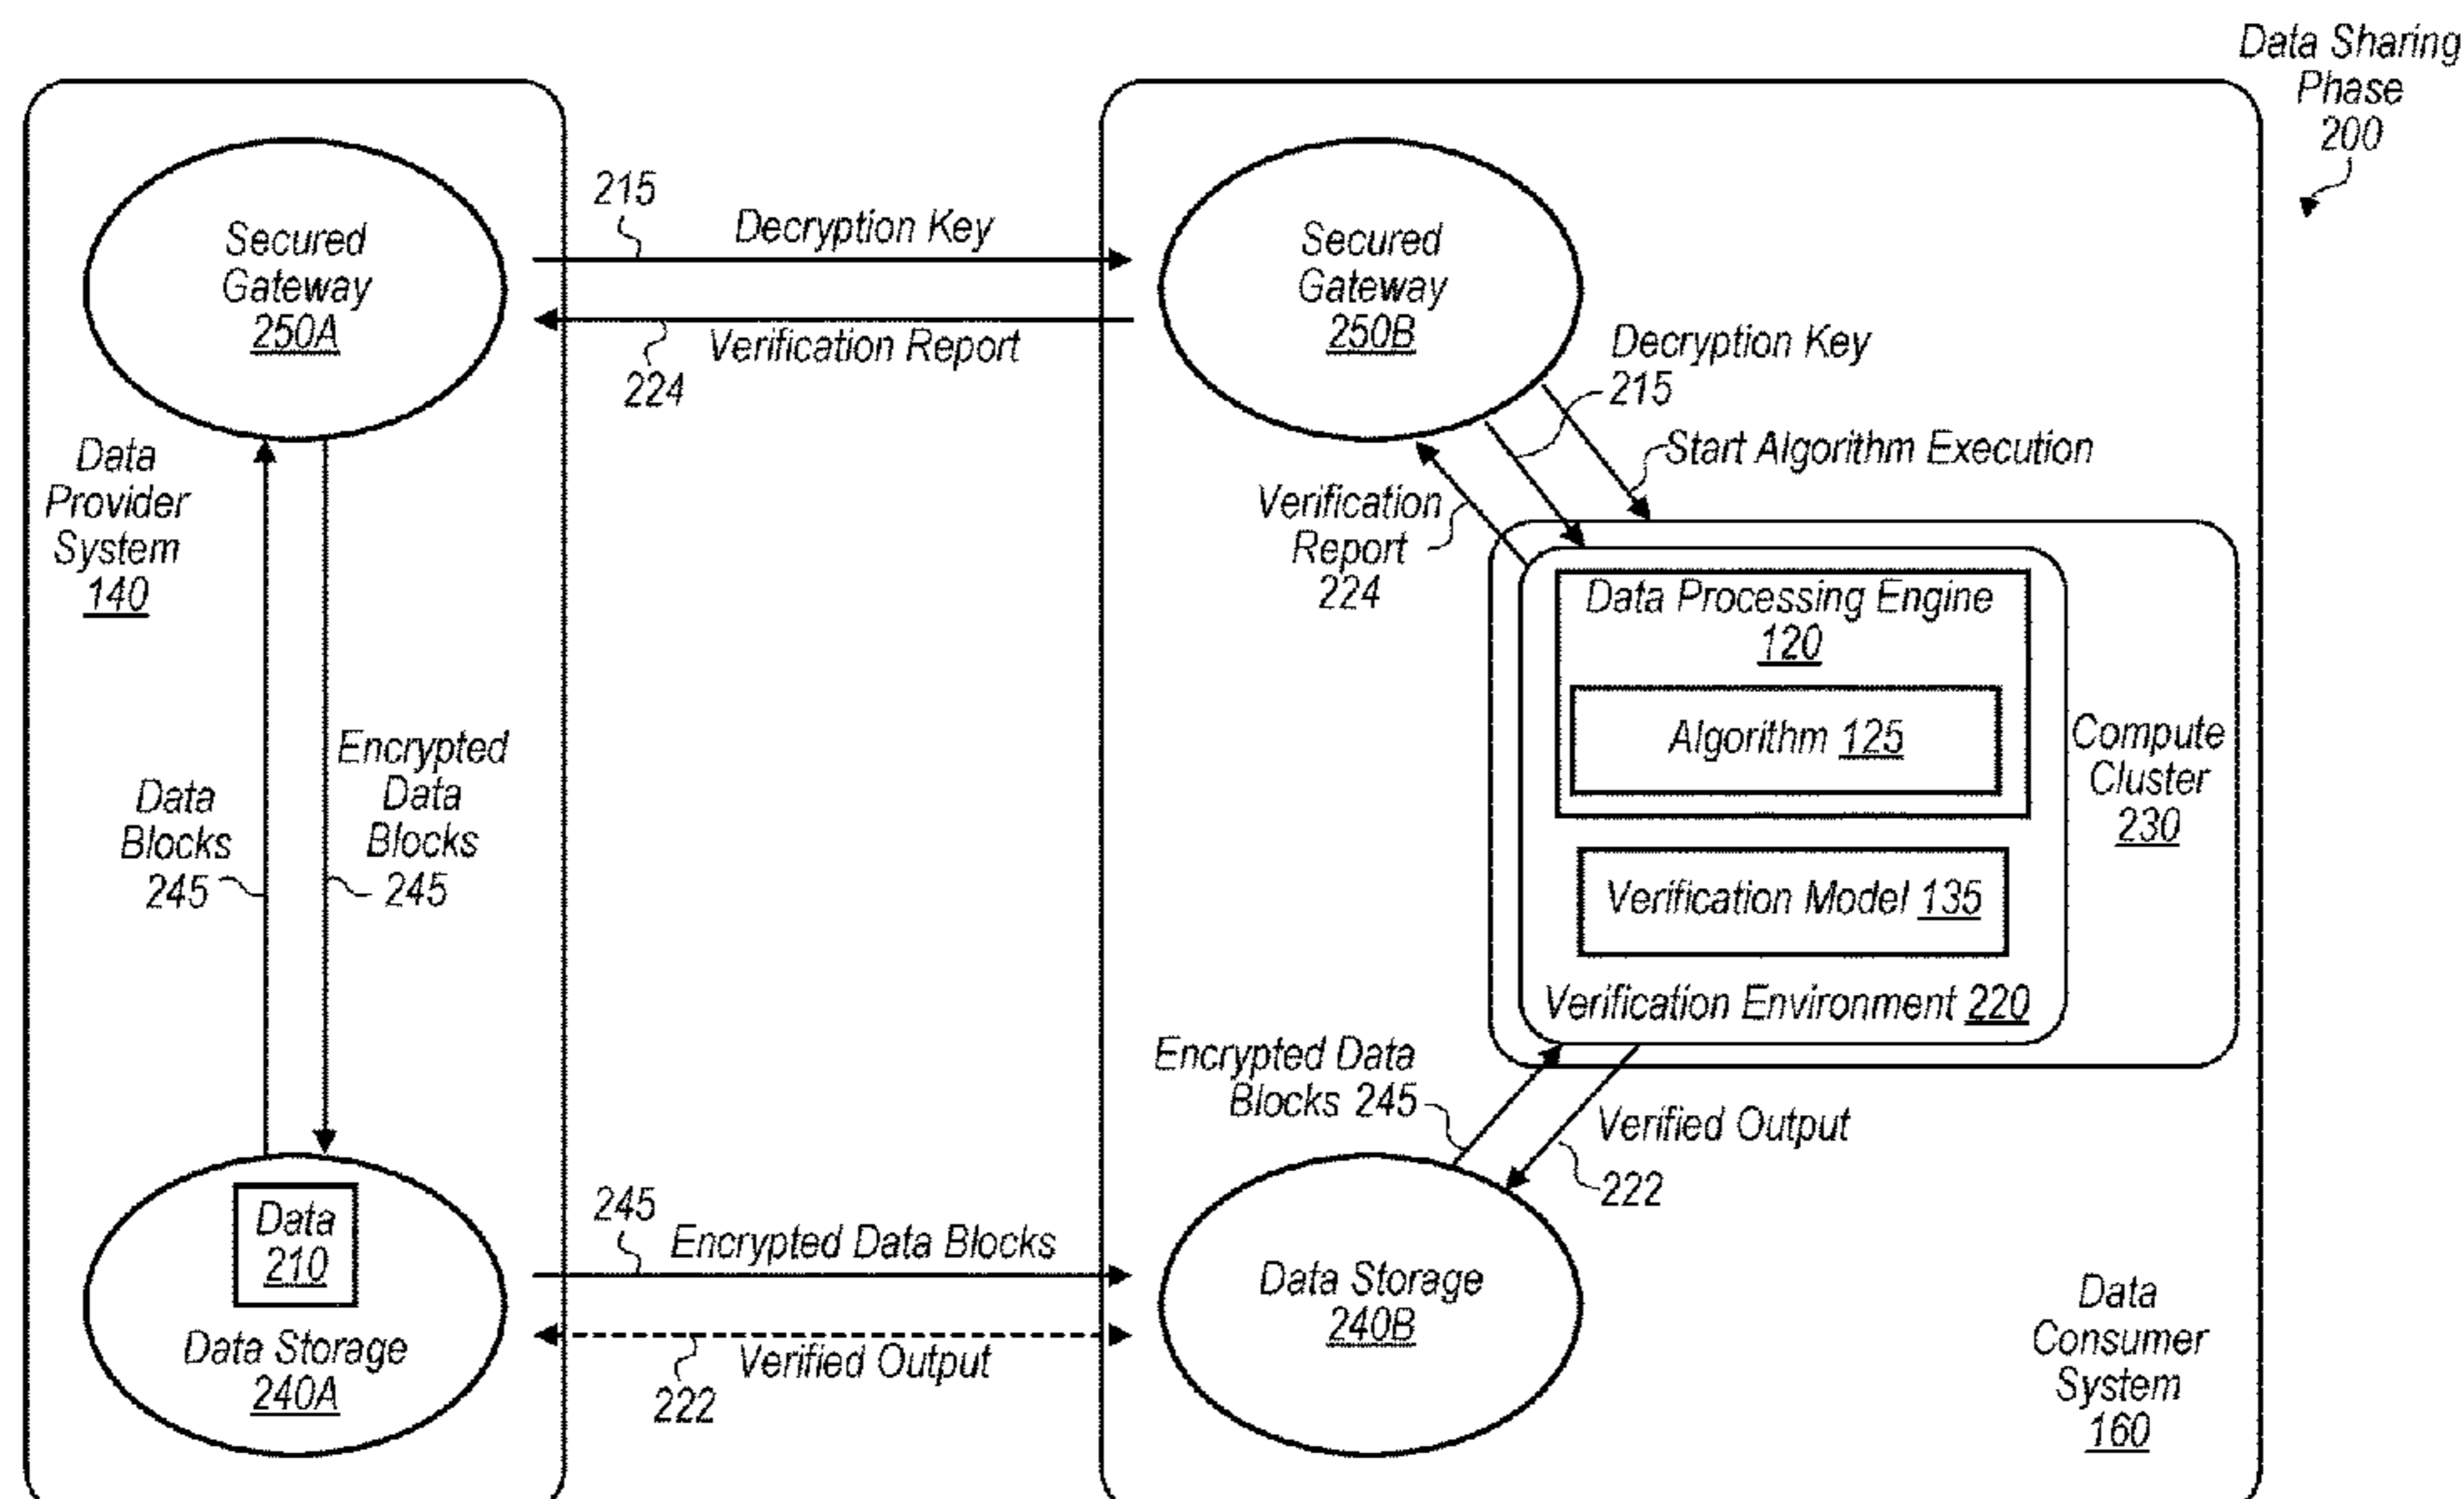 Data Sharing
Phase
200
Secured
Gateway
250A
215
Decryption Key
Verification Report
224
Secured
Gateway
250B
Decryption Key
215
Start Algorithm Execution
Verification
Report
224
Data
Provider
System
140
Data
Blocks
245
Encrypted
Data
Blocks
245
Data Processing Engine
120
Algorithm 125
Verification Model 135
Verification Environment 220
Compute
Cluster
230
Encrypted Data
Blocks 245
Verified Output
222
Data
210
Data Storage
240A
245
Encrypted Data Blocks
Verified Output
222
Data Storage
240B
Data
Consumer
System
160